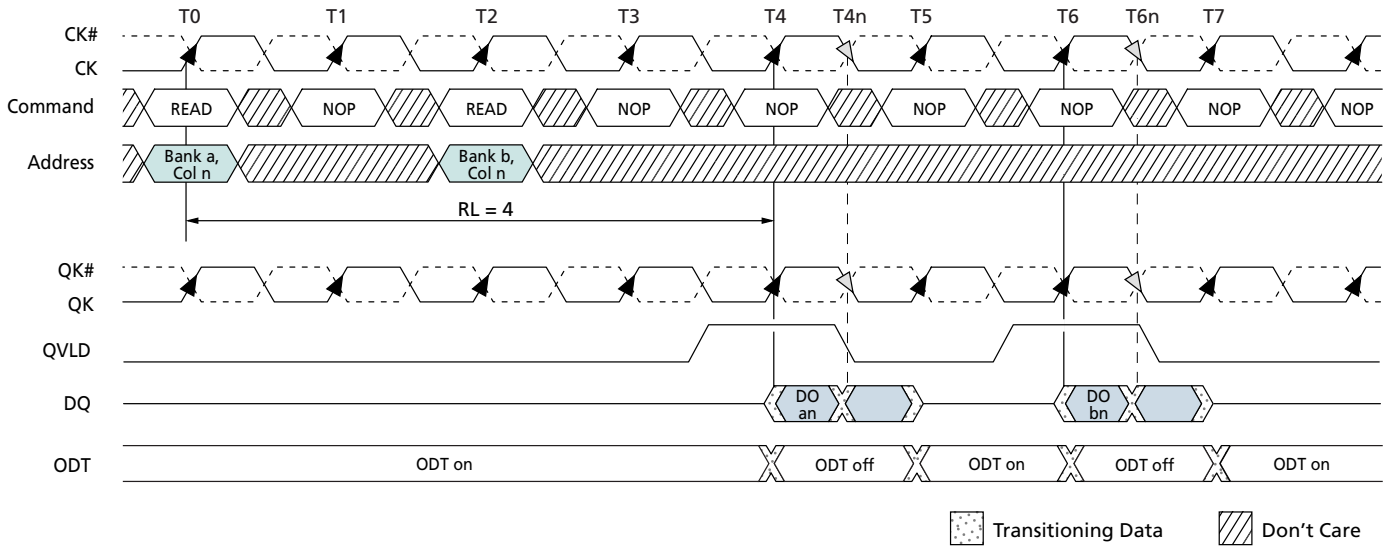 T0 T1 T2 T3 T4 T4n T5 T6 T6n T7
CK#
CK
Command READ NOP READ NOP NOP NOP NOP NOP NOP
Address Bank a, Col n Bank b, Col n
RL = 4
QK#
QK
QVLD
DQ DO an DO bn
ODT ODT on ODT off ODT on ODT off ODT on
Transitioning Data Don't Care